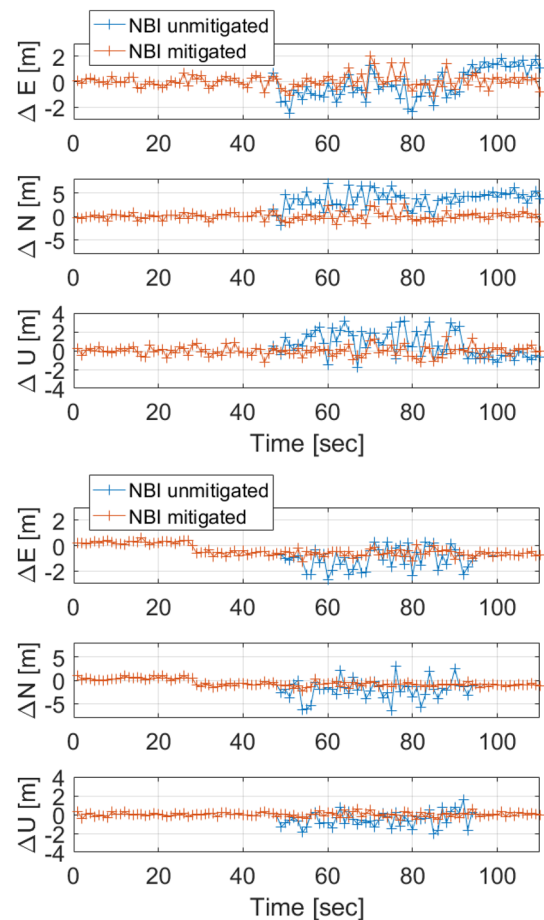 NBI unmitigated
NBI mitigated
Δ E [m]
2
0
-2
0 20 40 60 80 100
Δ N [m]
5
0
-5
0 20 40 60 80 100
Δ U [m]
4
2
0
-2
-4
0 20 40 60 80 100
Time [sec]
NBI unmitigated
NBI mitigated
ΔE [m]
2
0
-2
0 20 40 60 80 100
ΔN [m]
5
0
-5
0 20 40 60 80 100
ΔU [m]
4
2
0
-2
-4
0 20 40 60 80 100
Time [sec]